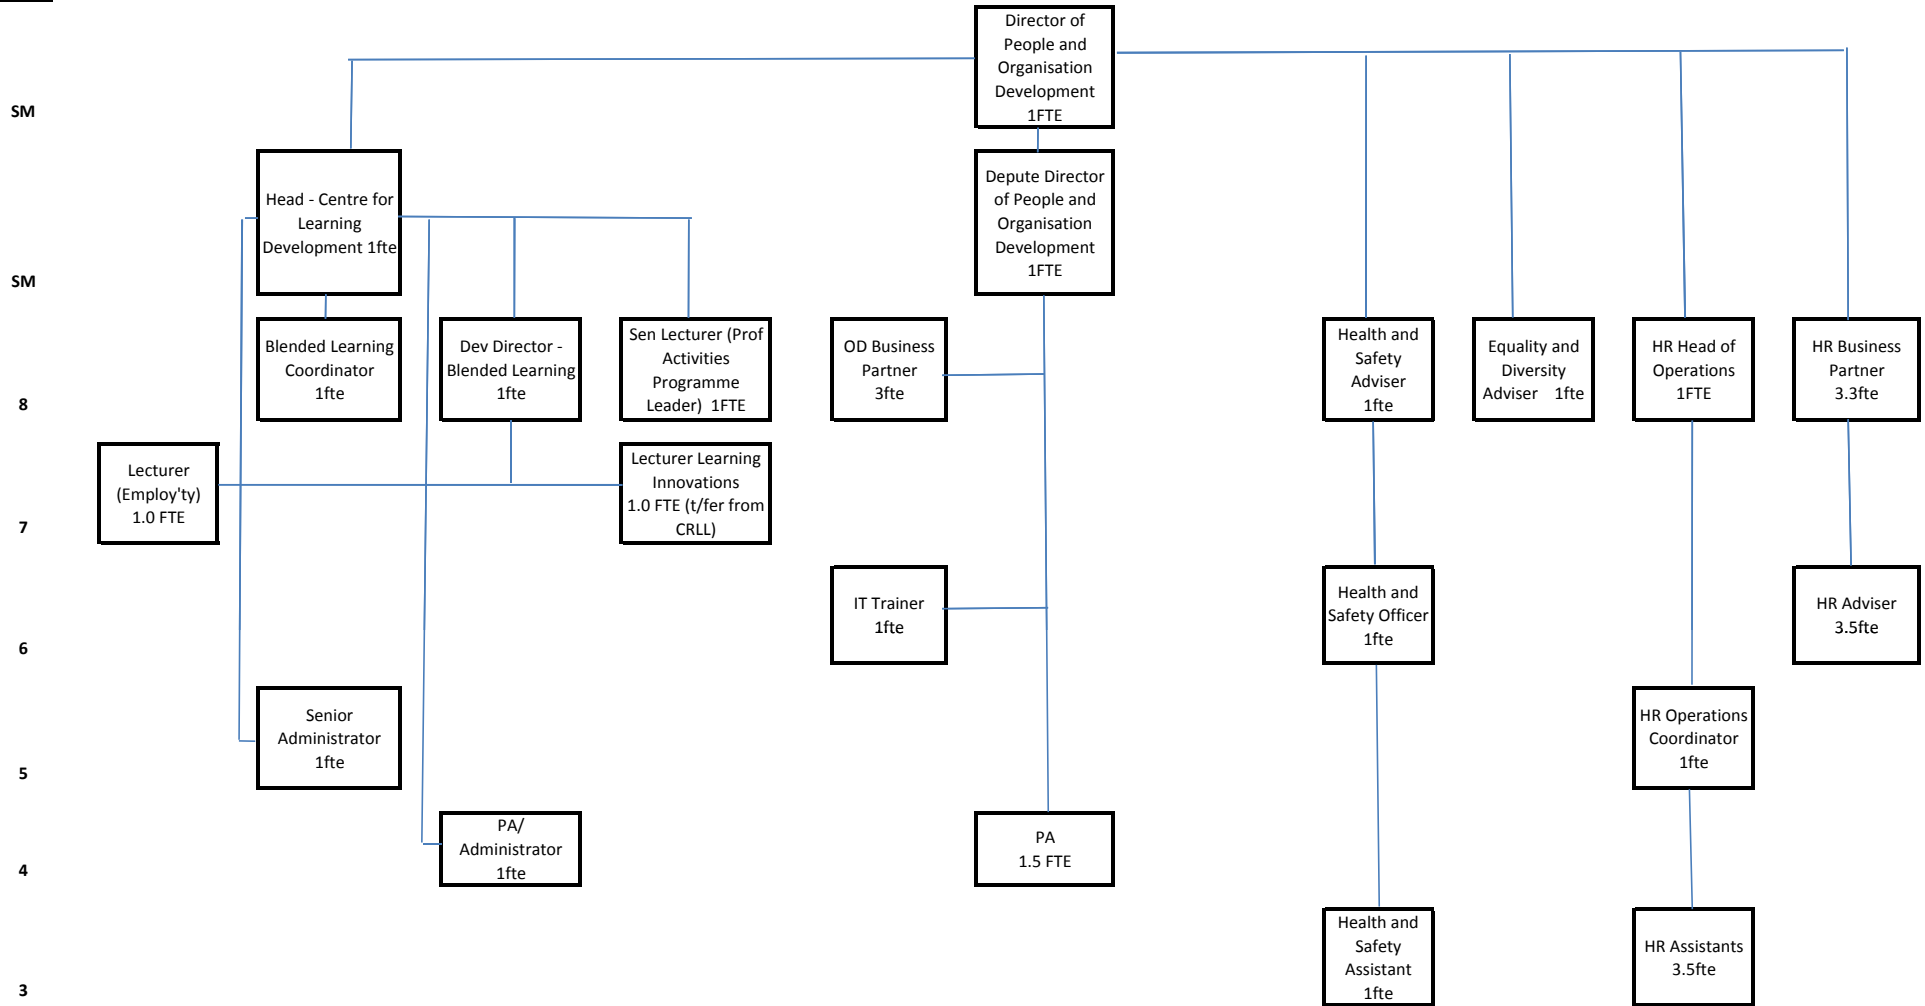 Director of
People and
Organisation
Development
1FTE
SM
Head - Centre for
Learning
Development 1fte
Depute Director
of People and
Organisation
Development
1FTE
SM
Blended Learning
Coordinator
1fte
Dev Director -
Blended Learning
1fte
Sen Lecturer (Prof
Activities
Programme
Leader)  1FTE
OD Business
Partner
3fte
Health and
Safety
Adviser
1fte
Equality and
Diversity
Adviser    1fte
HR Head of
Operations
1FTE
HR Business
Partner
3.3fte
8
Lecturer
(Employ'ty)
1.0 FTE
Lecturer Learning
Innovations
1.0 FTE (t/fer from
CRLL)
7
IT Trainer
1fte
Health and
Safety Officer
1fte
HR Adviser
3.5fte
6
Senior
Administrator
1fte
HR Operations
Coordinator
1fte
5
PA/
Administrator
1fte
PA
1.5 FTE
4
Health and
Safety
Assistant
1fte
HR Assistants
3.5fte
3